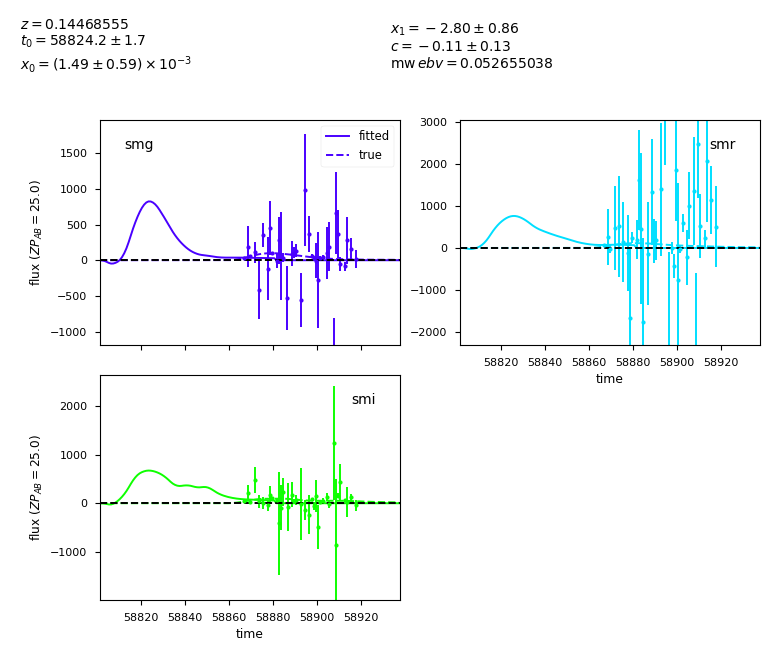 z = 0.14468555
t₀ = 58824.2 ± 1.7
x₀ = (1.49 ± 0.59) × 10⁻³
x₁ = −2.80 ± 0.86
c = −0.11 ± 0.13
mw ebv = 0.052655038
smg
fitted
true
1500
1000
500
0
−500
−1000
flux (ZP_AB = 25.0)
smr
3000
2000
1000
0
−1000
−2000
58820 58840 58860 58880 58900 58920
time
smi
2000
1000
0
−1000
flux (ZP_AB = 25.0)
58820 58840 58860 58880 58900 58920
time